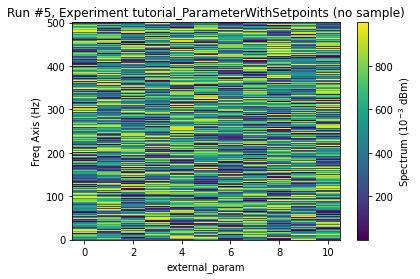 Run #5, Experiment tutorial_ParameterWithSetpoints (no sample)
500
400
300
200
100
0
Freq Axis (Hz)
0 2 4 6 8 10
external_param
800
600
400
200
Spectrum (10⁻³ dBm)